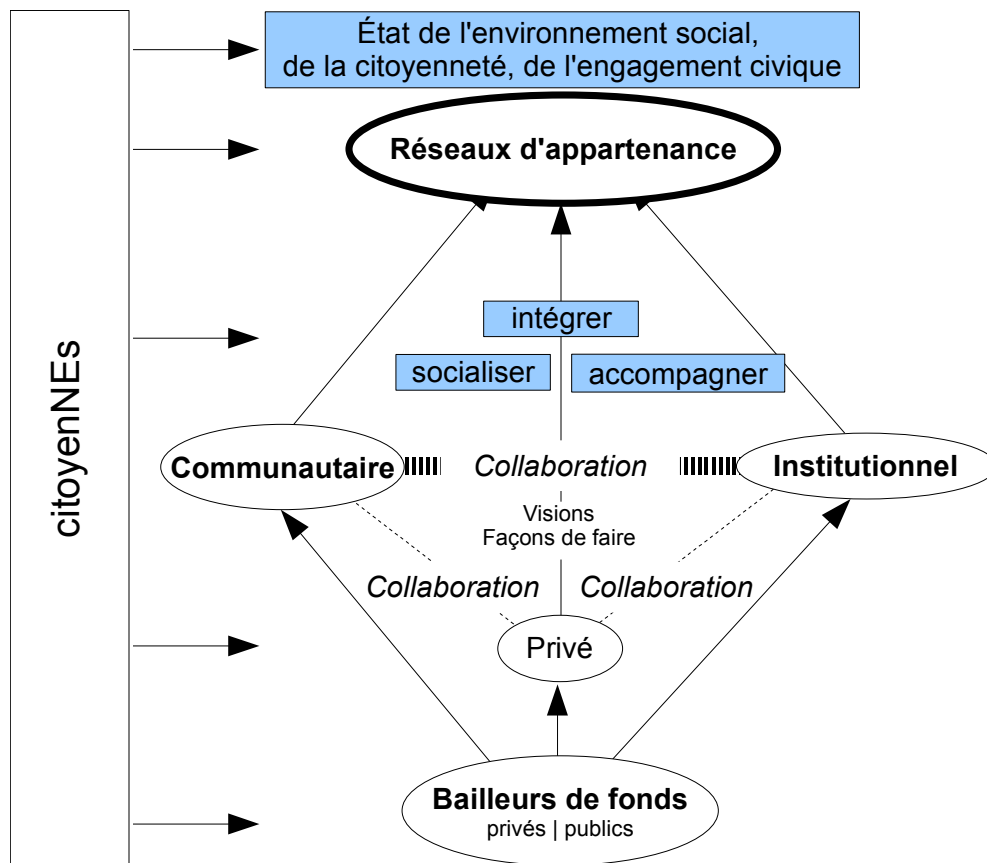 citoyenNEs
État de l'environnement social,
de la citoyenneté, de l'engagement civique
Réseaux d'appartenance
intégrer
socialiser
accompagner
Communautaire
Collaboration
Institutionnel
Visions
Façons de faire
Collaboration
Collaboration
Privé
Bailleurs de fonds
privés | publics